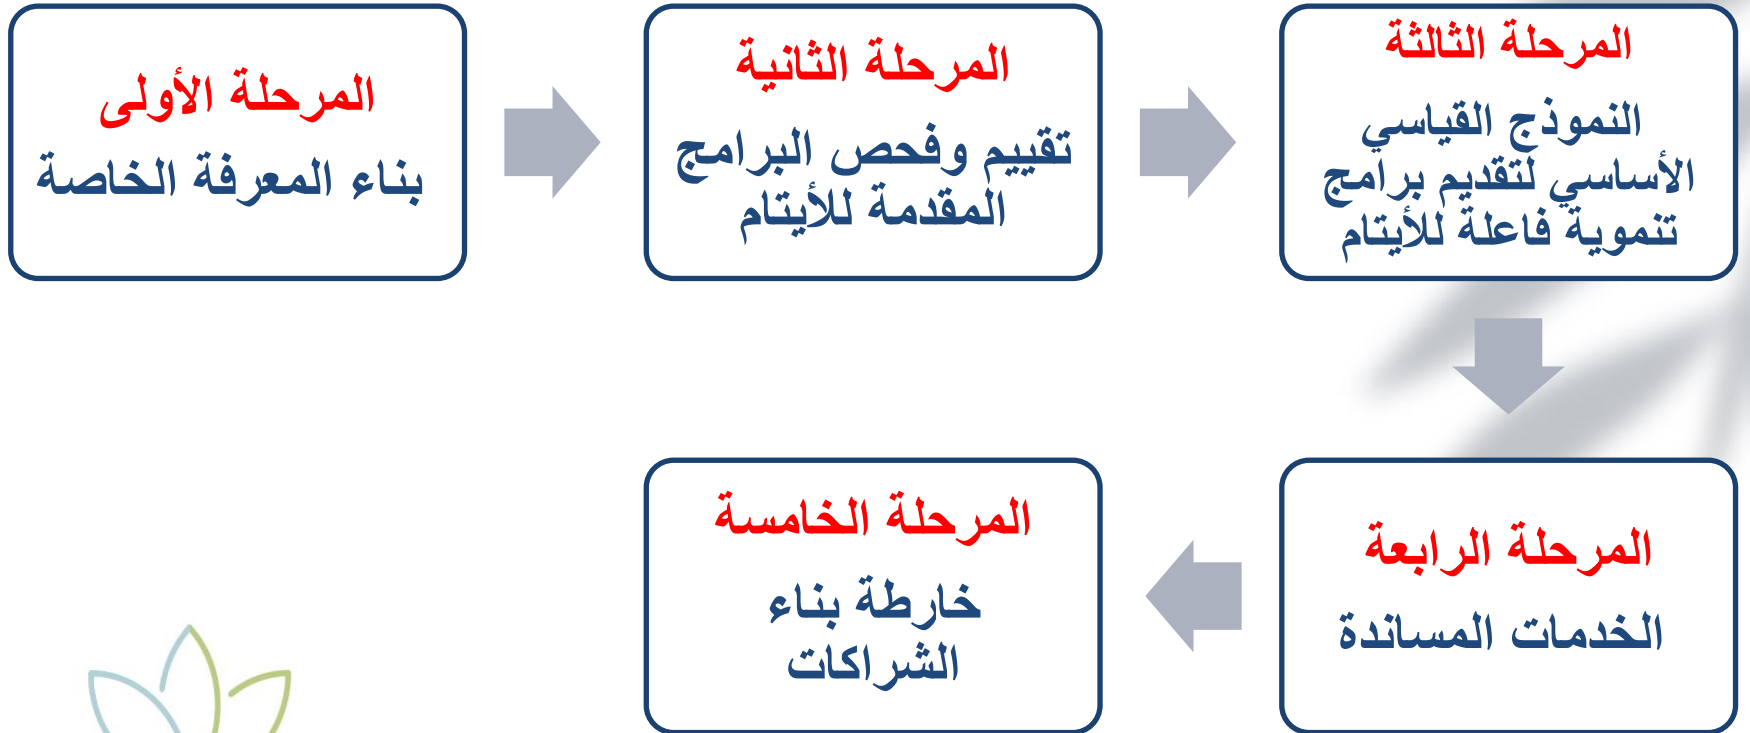 المرحلة الأولى
بناء المعرفة الخاصة
المرحلة الثانية
تقييم وفحص البرامج
المقدمة للأيتام
المرحلة الثالثة
النموذج القياسي
الأساسي لتقديم برامج
تنموية فاعلة للأيتام
المرحلة الرابعة
الخدمات المساندة
المرحلة الخامسة
خارطة بناء
الشراكات